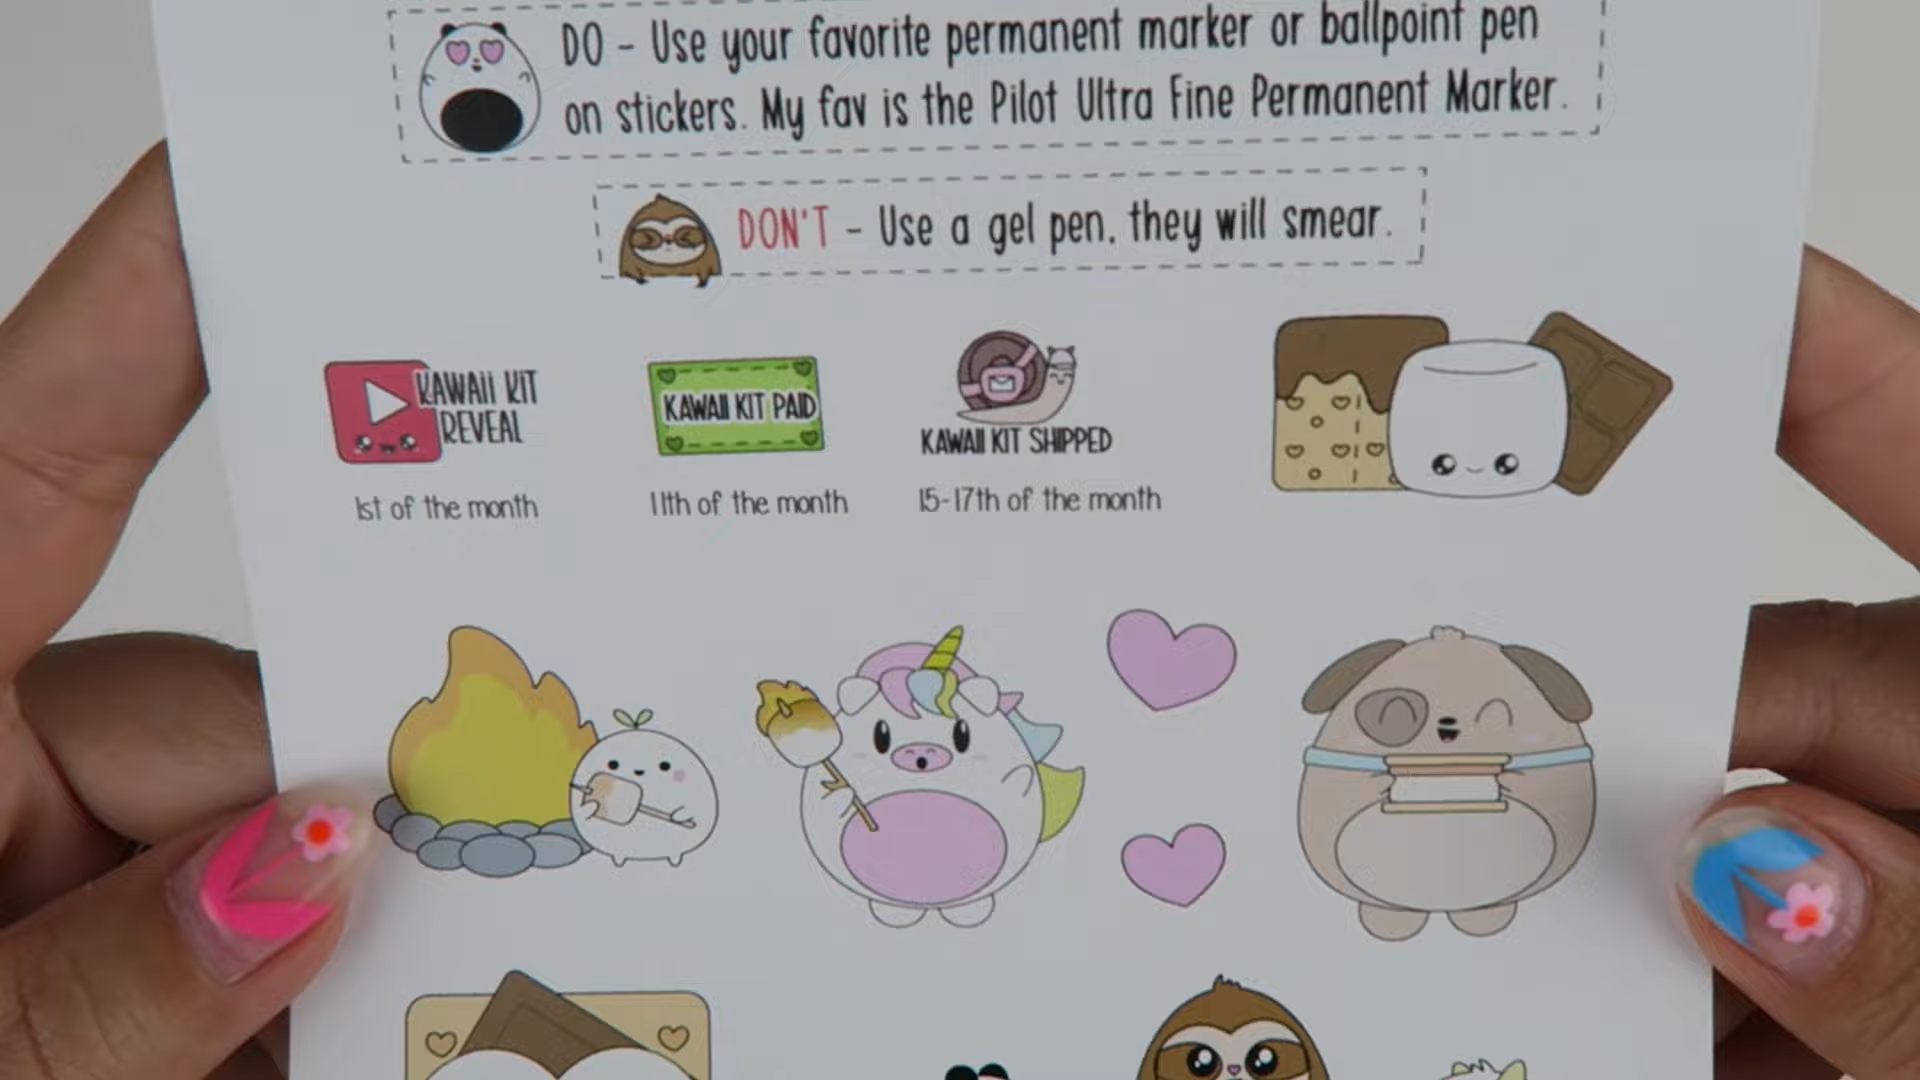 DO - Use your favorite permanent marker or ballpoint pen
on stickers. My fav is the Pilot Ultra Fine Permanent Marker.
DON'T - Use a gel pen, they will smear.
KAWAII KIT
REVEAL
1st of the month
KAWAII KIT PAID
11th of the month
KAWAII KIT SHIPPED
15-17th of the month